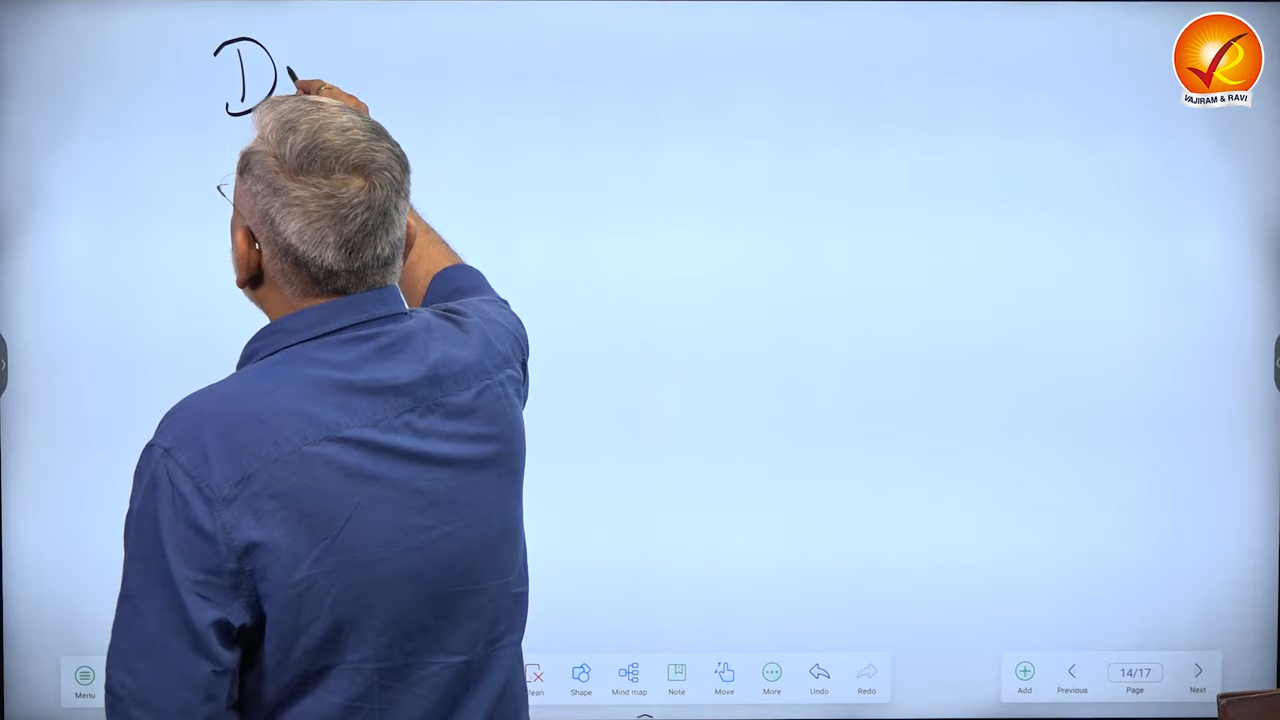 D
VAJIRAM & RAVI
Menu
Shape
Mind map
Note
Move
More
Undo
Redo
Add
Previous
14/17
Page
Next